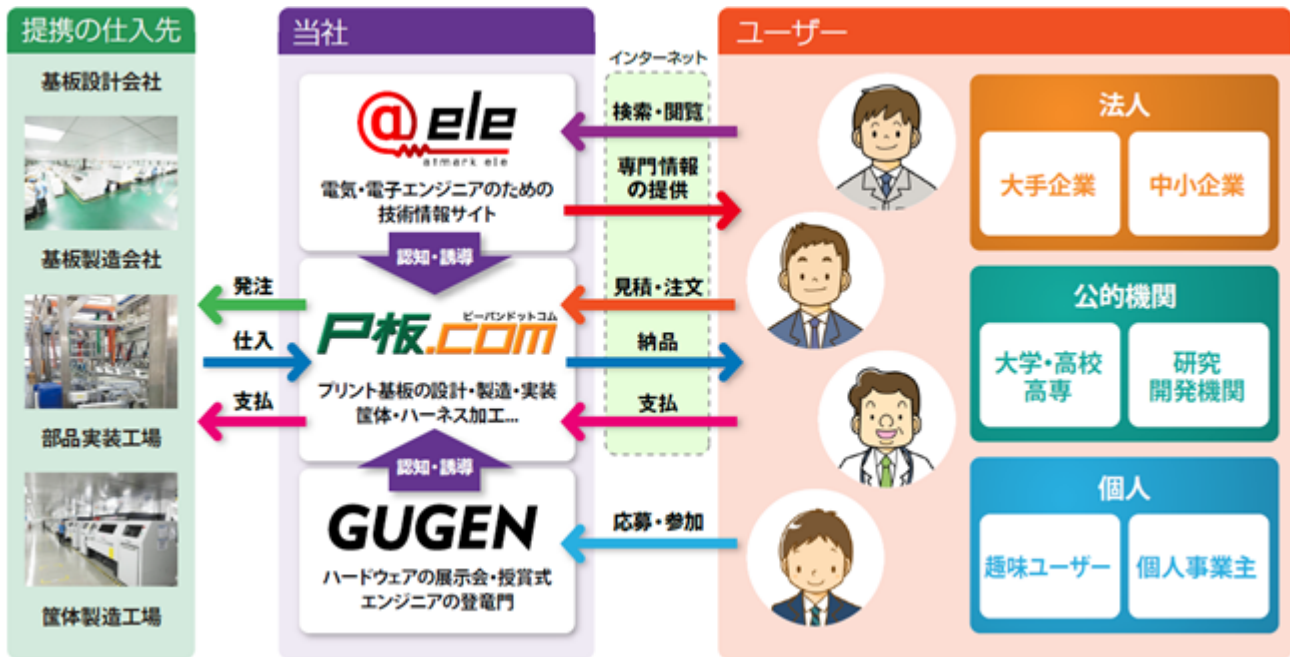 提携の仕入先
基板設計会社
基板製造会社
部品実装工場
筐体製造工場
発注
仕入
支払
当社
@ele
atmark ele
電気・電子エンジニアのための
技術情報サイト
認知・誘導
ピーバンドットコム
P板.com
プリント基板の設計・製造・実装
筐体・ハーネス加工...
認知・誘導
GUGEN
ハードウェアの展示会・授賞式
エンジニアの登竜門
インターネット
検索・閲覧
専門情報
の提供
見積・注文
納品
支払
応募・参加
ユーザー
法人
大手企業
中小企業
公的機関
大学・高校
高専
研究
開発機関
個人
趣味ユーザー
個人事業主